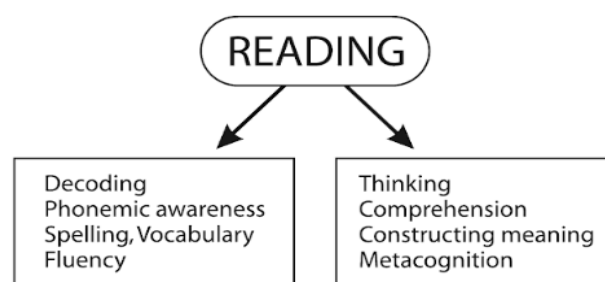 READING
Decoding
Phonemic awareness
Spelling, Vocabulary
Fluency
Thinking
Comprehension
Constructing meaning
Metacognition